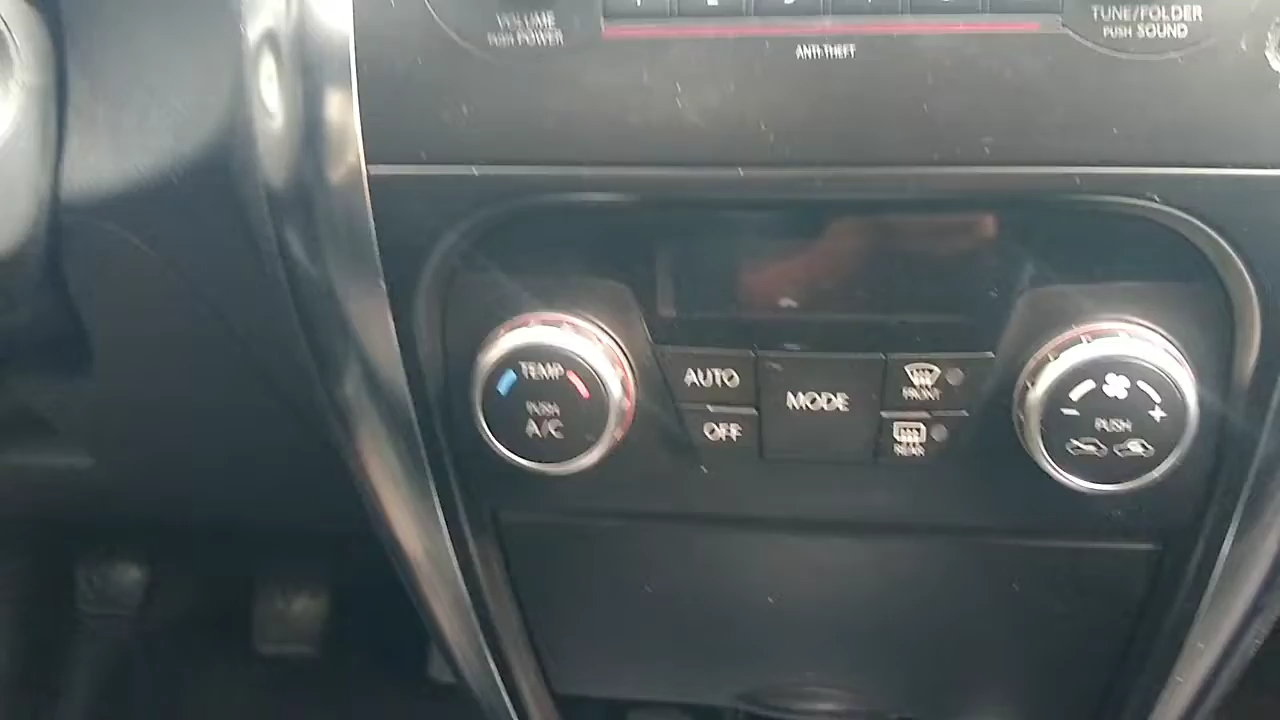 VOLUME
PUSH POWER
ANTI-THEFT
TUNE/FOLDER
PUSH SOUND
TEMP
PUSH
A/C
AUTO
OFF
MODE
FRONT
REAR
- +
PUSH